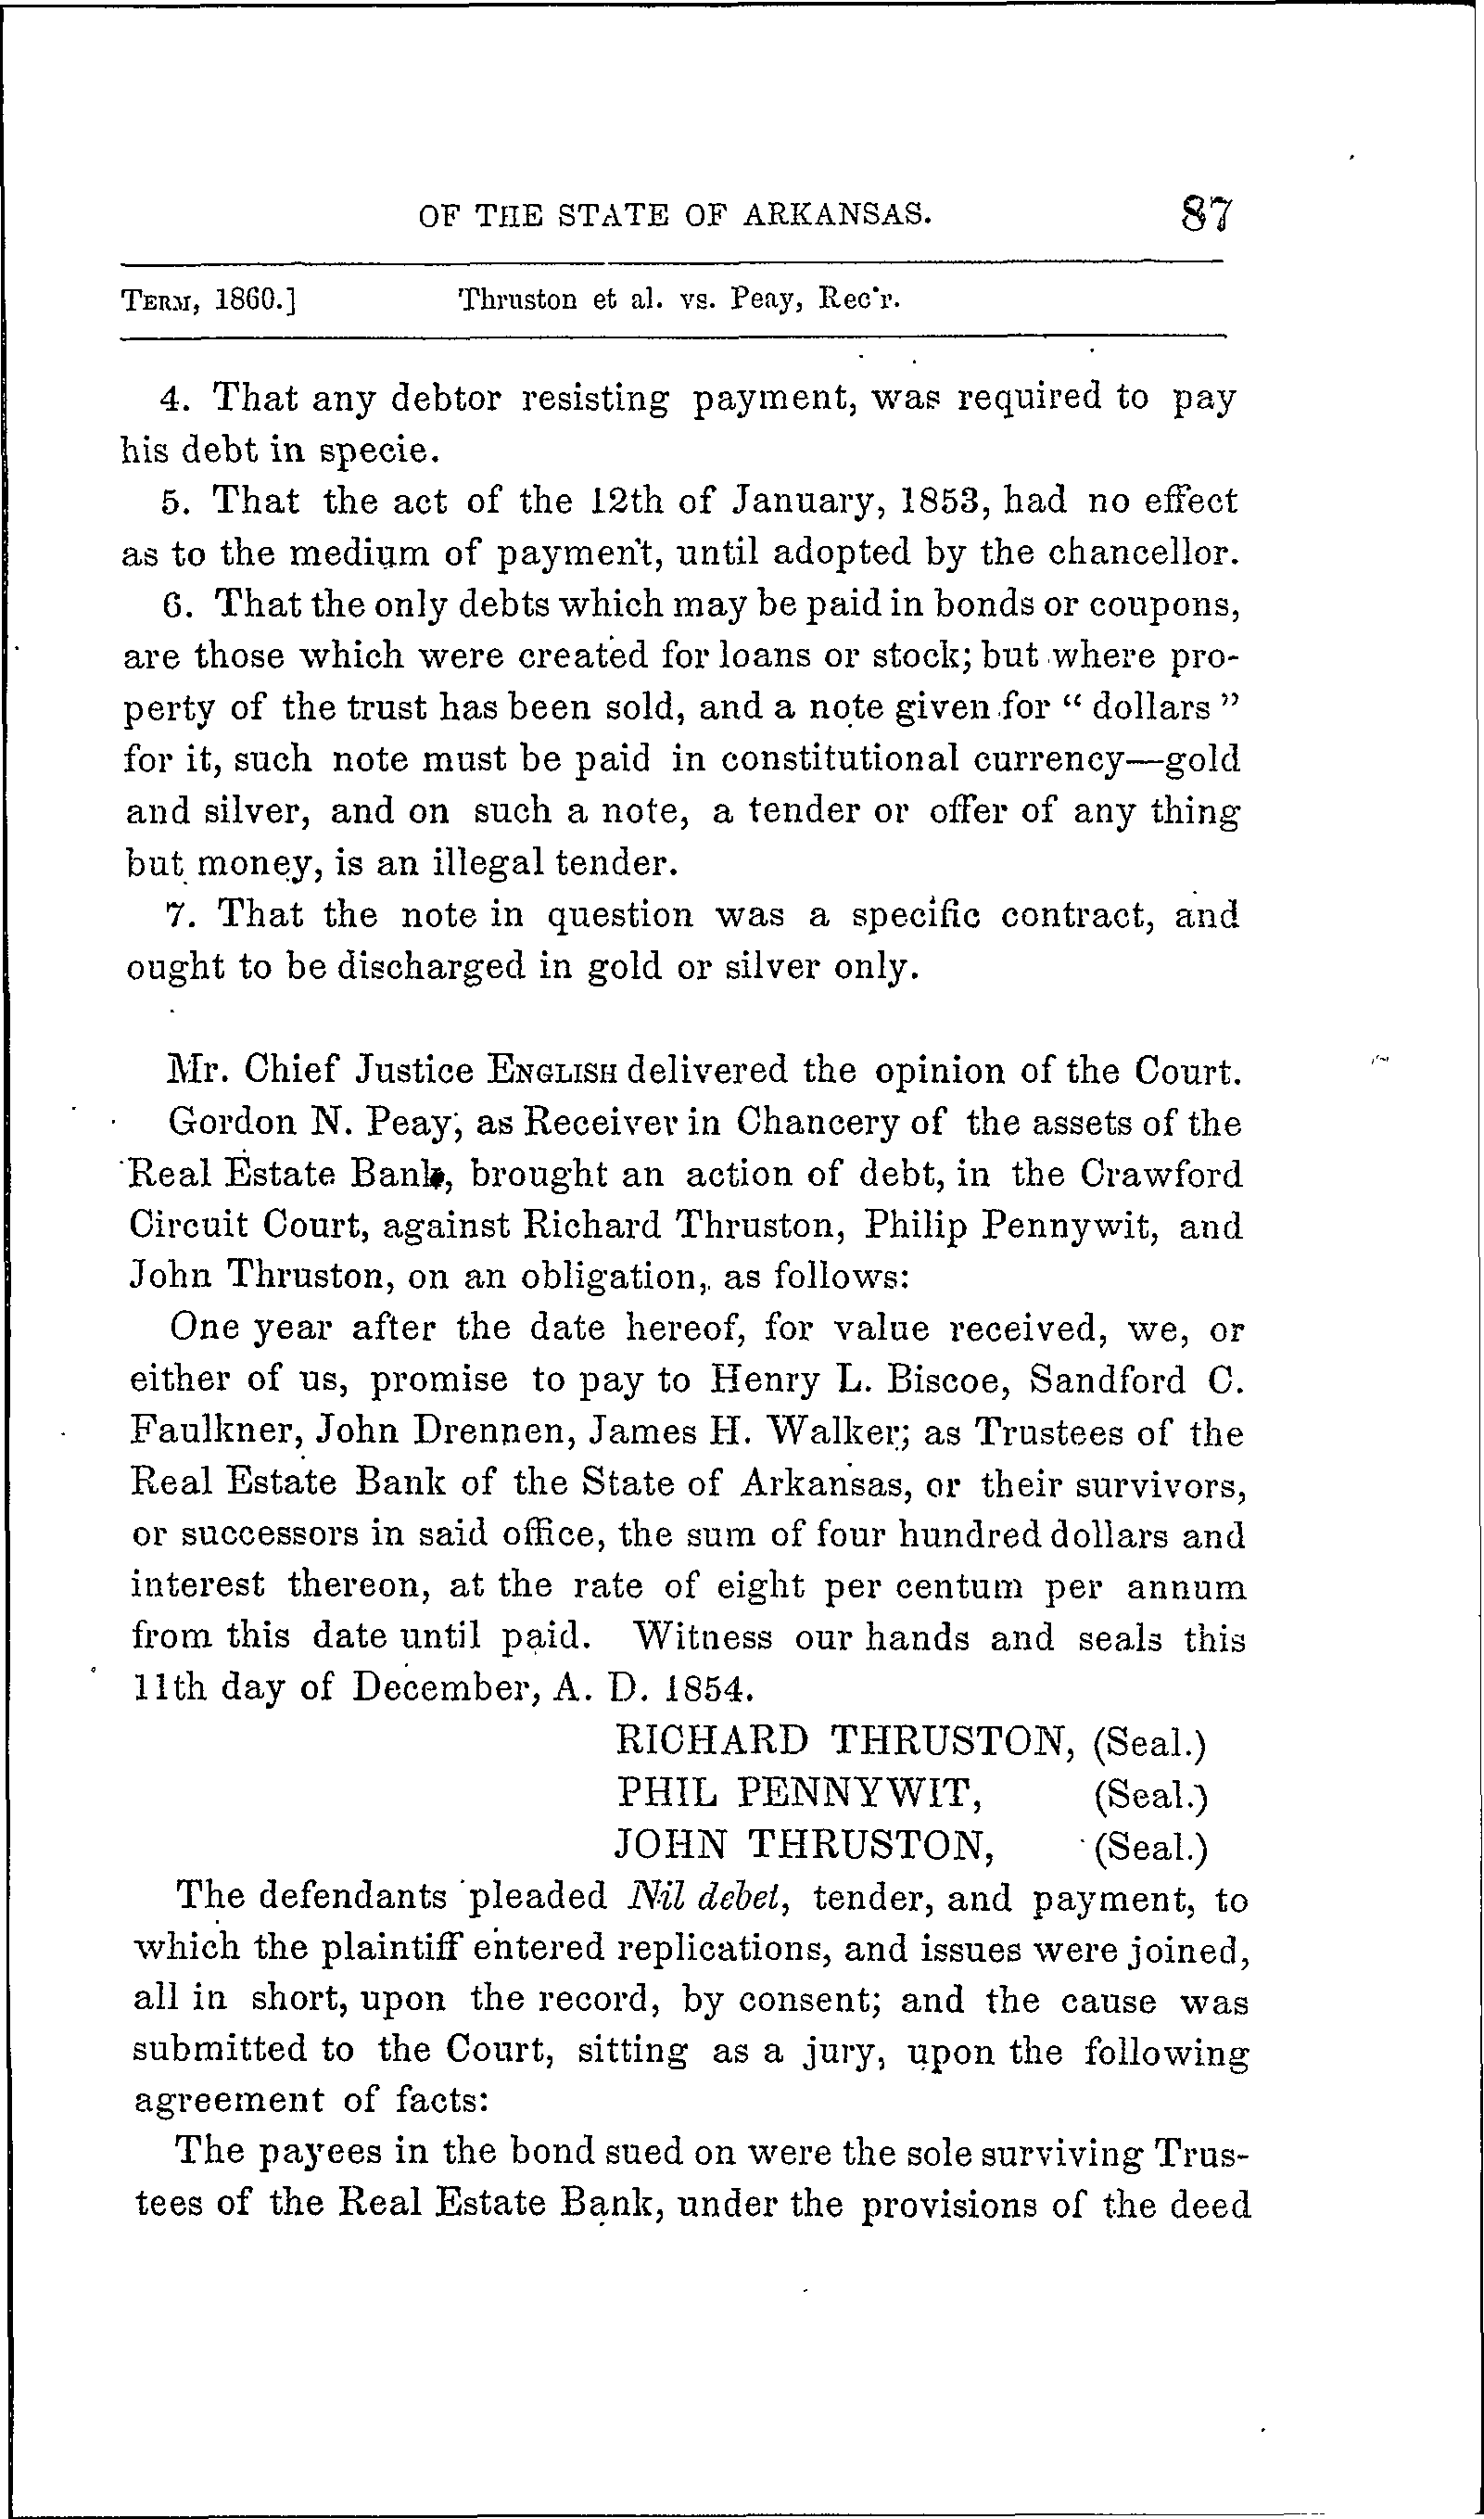 OF THE STATE OF ARKANSAS. 87
TERM, 1860.] Thruston et al. vs. Peay, Rec'r.
4. That any debtor resisting payment, was required to pay
his debt in specie.
5. That the act of the 12th of January, 1853, had no effect
as to the medium of payment, until adopted by the chancellor.
6. That the only debts which may be paid in bonds or coupons,
are those which were created for loans or stock; but where pro-
perty of the trust has been sold, and a note given for " dollars "
for it, such note must be paid in constitutional currency—gold
and silver, and on such a note, a tender or offer of any thing
but money, is an illegal tender.
7. That the note in question was a specific contract, and
ought to be discharged in gold or silver only.
Mr. Chief Justice ENGLISH delivered the opinion of the Court.
Gordon N. Peay, as Receiver in Chancery of the assets of the
Real Estate Bank, brought an action of debt, in the Crawford
Circuit Court, against Richard Thruston, Philip Pennywit, and
John Thruston, on an obligation, as follows:
One year after the date hereof, for value received, we, or
either of us, promise to pay to Henry L. Biscoe, Sandford C.
Faulkner, John Drennen, James H. Walker; as Trustees of the
Real Estate Bank of the State of Arkansas, or their survivors,
or successors in said office, the sum of four hundred dollars and
interest thereon, at the rate of eight per centum per annum
from this date until paid. Witness our hands and seals this
11th day of December, A. D. 1854.
RICHARD THRUSTON, (Seal.)
PHIL PENNYWIT, (Seal.)
JOHN THRUSTON, (Seal.)
The defendants pleaded Nil debet, tender, and payment, to
which the plaintiff entered replications, and issues were joined,
all in short, upon the record, by consent; and the cause was
submitted to the Court, sitting as a jury, upon the following
agreement of facts:
The payees in the bond sued on were the sole surviving Trus-
tees of the Real Estate Bank, under the provisions of the deed